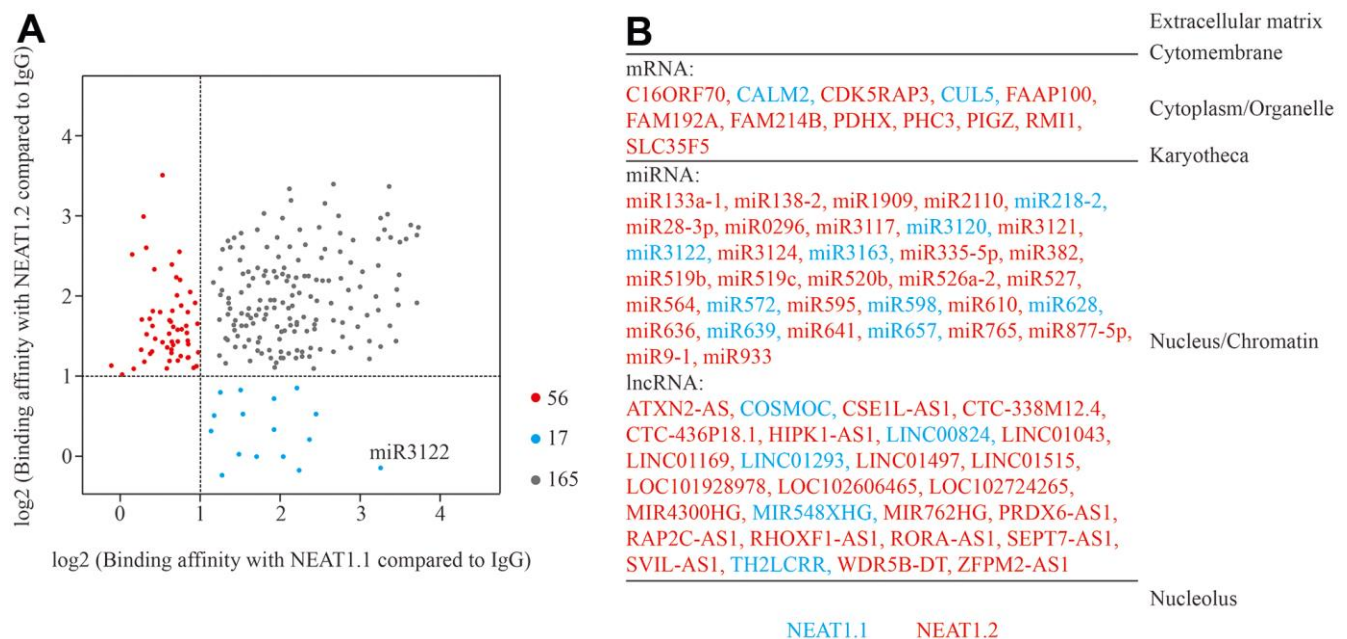 A
log2 (Binding affinity with NEAT1.2 compared to IgG)
4
3
2
1
0
0 1 2 3 4
log2 (Binding affinity with NEAT1.1 compared to IgG)
miR3122
56
17
165
B
Extracellular matrix
Cytomembrane
mRNA:
C16ORF70, CALM2, CDK5RAP3, CUL5, FAAP100,
FAM192A, FAM214B, PDHX, PHC3, PIGZ, RMI1,
SLC35F5
Cytoplasm/Organelle
Karyotheca
miRNA:
miR133a-1, miR138-2, miR1909, miR2110, miR218-2,
miR28-3p, miR0296, miR3117, miR3120, miR3121,
miR3122, miR3124, miR3163, miR335-5p, miR382,
miR519b, miR519c, miR520b, miR526a-2, miR527,
miR564, miR572, miR595, miR598, miR610, miR628,
miR636, miR639, miR641, miR657, miR765, miR877-5p,
miR9-1, miR933
Nucleus/Chromatin
lncRNA:
ATXN2-AS, COSMOC, CSE1L-AS1, CTC-338M12.4,
CTC-436P18.1, HIPK1-AS1, LINC00824, LINC01043,
LINC01169, LINC01293, LINC01497, LINC01515,
LOC101928978, LOC102606465, LOC102724265,
MIR4300HG, MIR548XHG, MIR762HG, PRDX6-AS1,
RAP2C-AS1, RHOXF1-AS1, RORA-AS1, SEPT7-AS1,
SVIL-AS1, TH2LCRR, WDR5B-DT, ZFPM2-AS1
Nucleolus
NEAT1.1 NEAT1.2